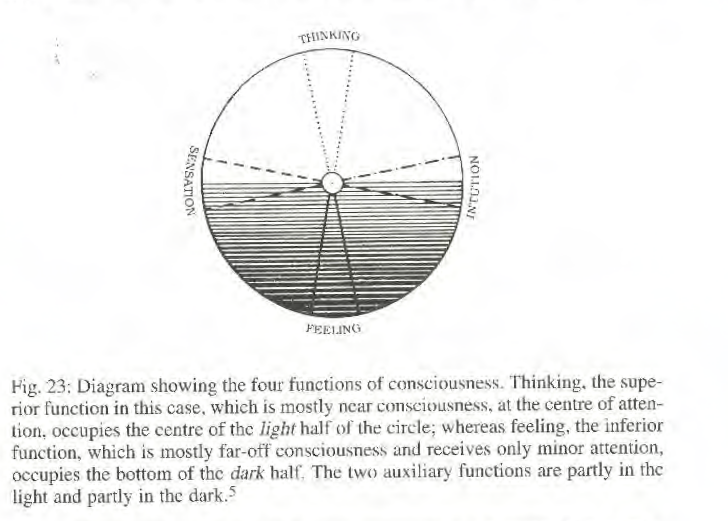 THINKING
SENSATION
INTUITION
FEELING
Fig. 23: Diagram showing the four functions of consciousness. Thinking, the supe-
rior function in this case, which is mostly near consciousness, at the centre of atten-
tion, occupies the centre of the light half of the circle; whereas feeling, the inferior
function, which is mostly far-off consciousness and receives only minor attention,
occupies the bottom of the dark half. The two auxiliary functions are partly in the
light and partly in the dark.5